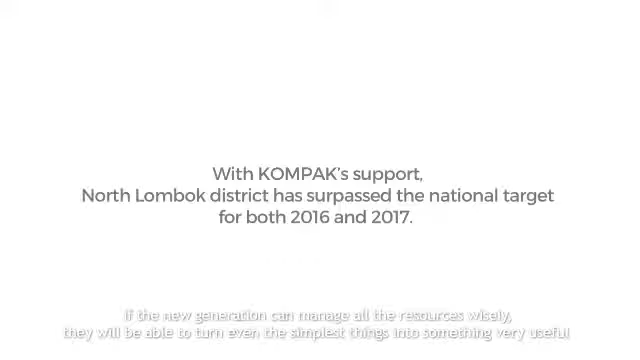 With KOMPAK's support,
North Lombok district has surpassed the national target
for both 2016 and 2017.
if the new generation can manage all the resources wisely,
they will be able to turn even the simplest things into something very useful